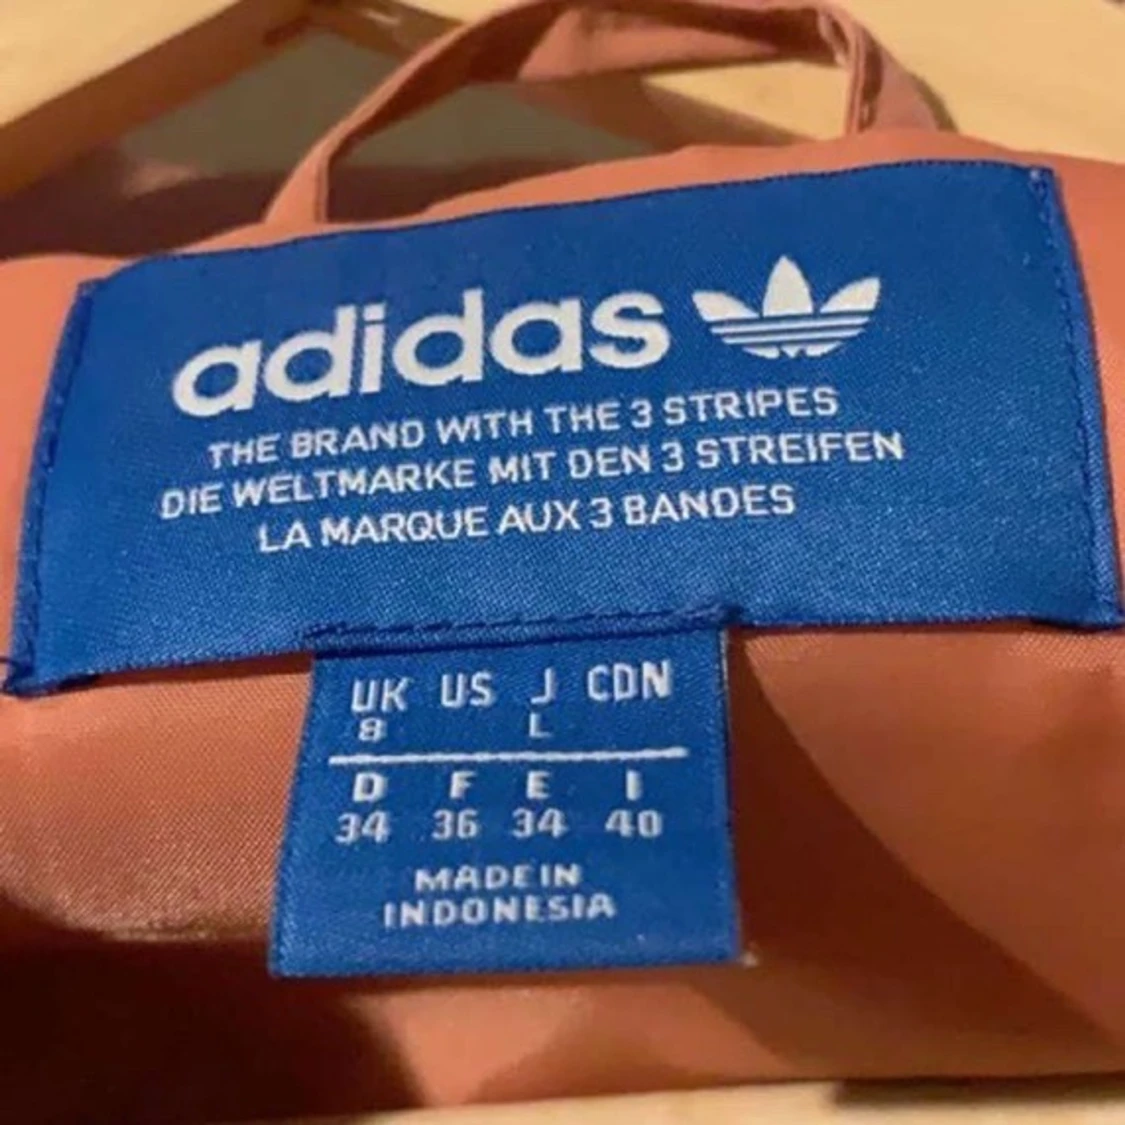 adidas
THE BRAND WITH THE 3 STRIPES
DIE WELTMARKE MIT DEN 3 STREIFEN
LA MARQUE AUX 3 BANDES
UK US J CDN
8 L
D F E I
34 36 34 40
MADE IN
INDONESIA